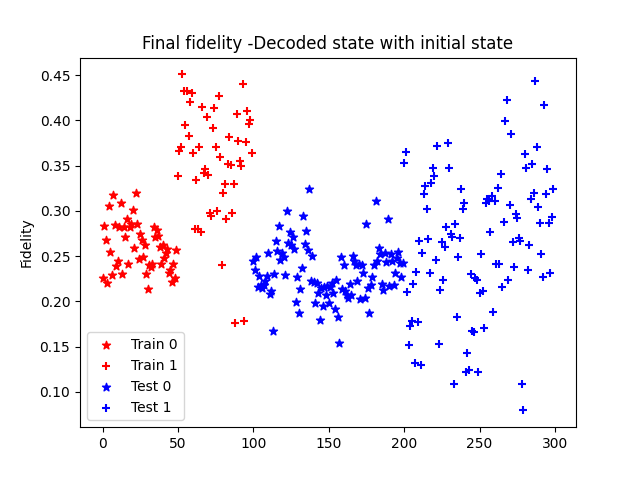 Final fidelity -Decoded state with initial state
Fidelity
0.45
0.40
0.35
0.30
0.25
0.20
0.15
0.10
Train 0
Train 1
Test 0
Test 1
0 50 100 150 200 250 300